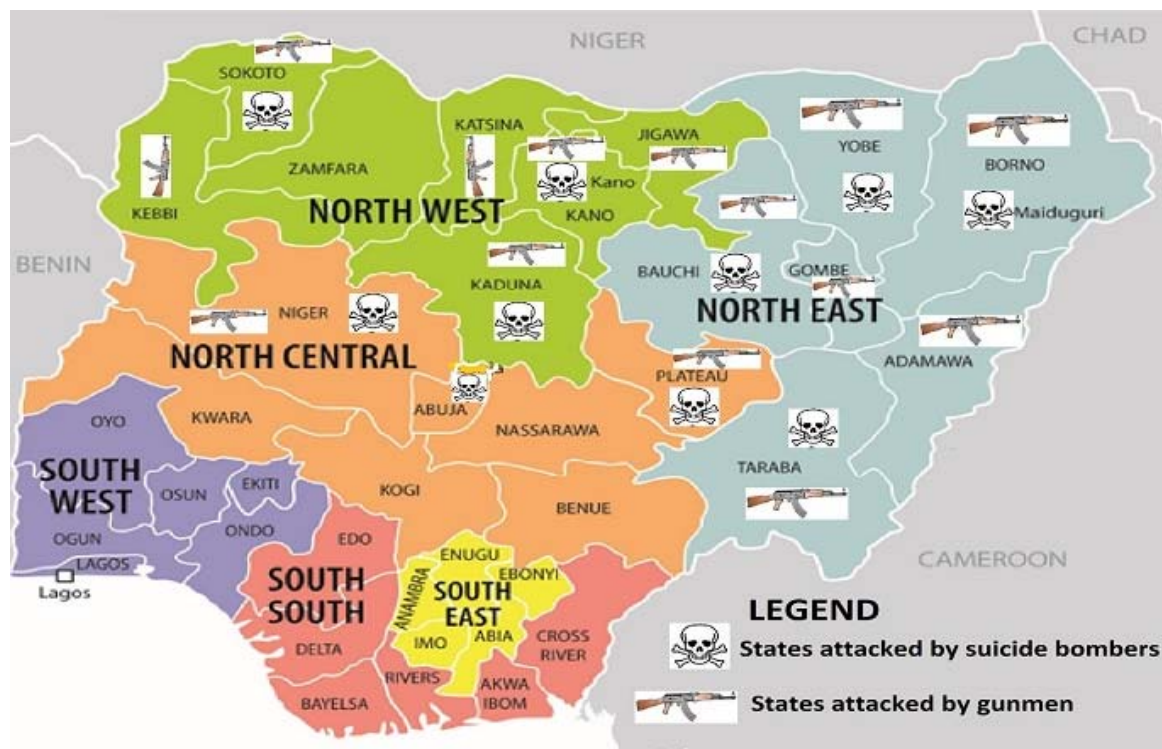 NIGER
CHAD
SOKOTO
KATSINA
JIGAWA
YOBE
BORNO
ZAMFARA
Kano
KEBBI
NORTH WEST
KANO
Maiduguri
BENIN
KADUNA
BAUCHI
GOMBE
NIGER
NORTH EAST
NORTH CENTRAL
ADAMAWA
PLATEAU
ABUJA
OYO
KWARA
NASSARAWA
SOUTH
WEST
TARABA
OSUN
EKITI
KOGI
BENUE
OGUN
ONDO
EDO
LAGOS
Lagos
ENUGU
EBONYI
CAMEROON
SOUTH
SOUTH
ANAMBRA
SOUTH
EAST
LEGEND
IMO
ABIA
CROSS
RIVER
DELTA
States attacked by suicide bombers
RIVERS
AKWA
IBOM
BAYELSA
States attacked by gunmen